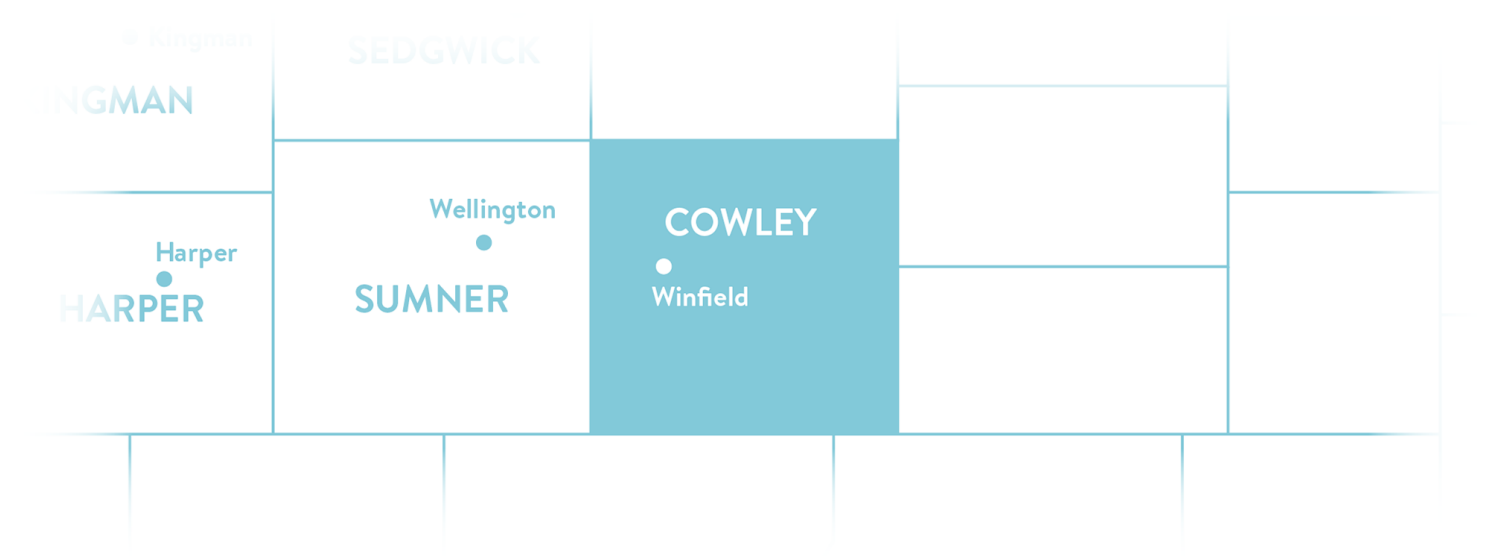 Kingman
SEDGWICK
INGMAN
Wellington
COWLEY
Harper
HARPER
SUMNER
Winfield